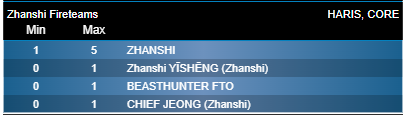 Zhanshi Fireteams HARIS, CORE
Min Max
1 5 ZHANSHI
0 1 Zhanshi YĪSHĒNG (Zhanshi)
0 1 BEASTHUNTER FTO
0 1 CHIEF JEONG (Zhanshi)